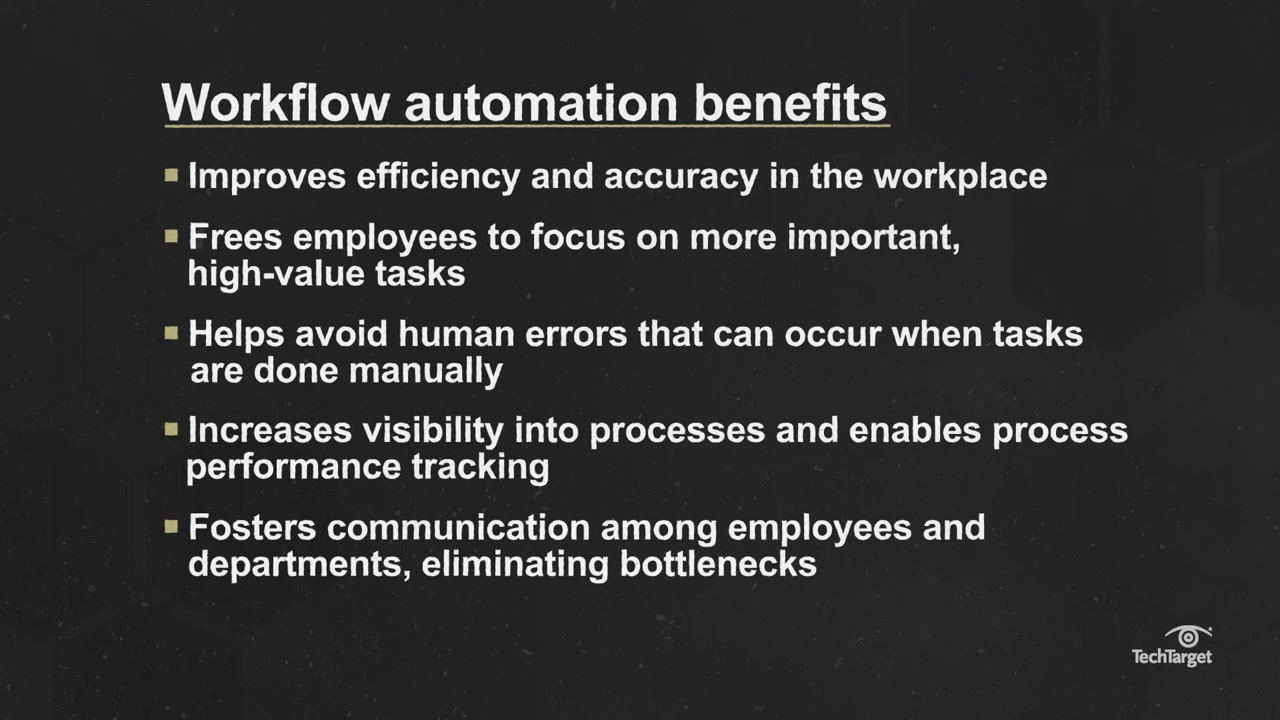 Workflow automation benefits
Improves efficiency and accuracy in the workplace
Frees employees to focus on more important,
high-value tasks
Helps avoid human errors that can occur when tasks
are done manually
Increases visibility into processes and enables process
performance tracking
Fosters communication among employees and
departments, eliminating bottlenecks
TechTarget